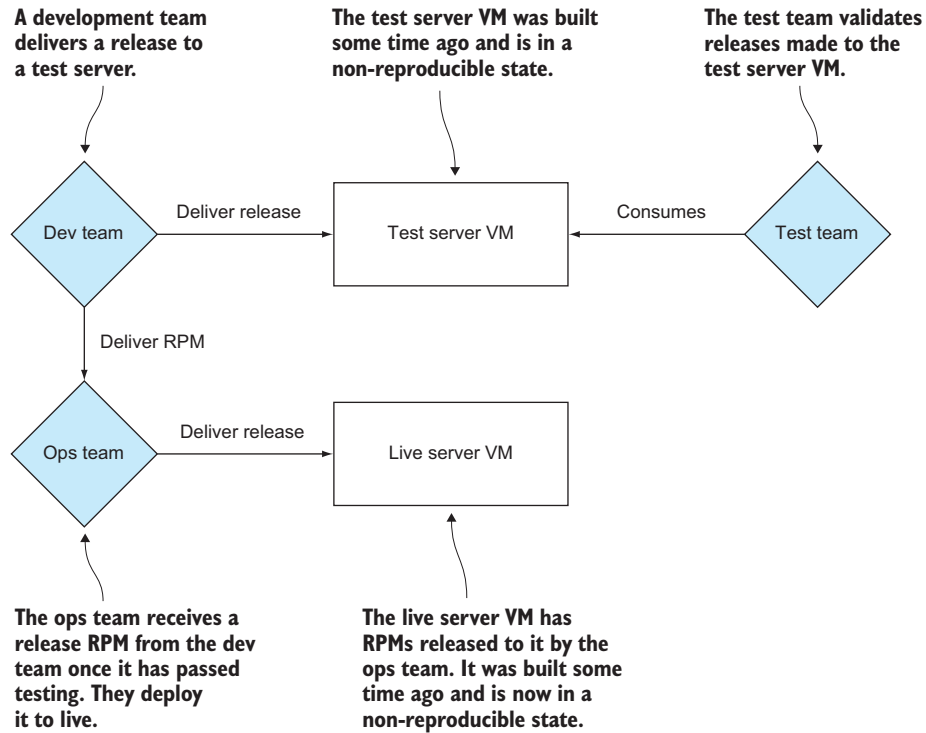 A development team
delivers a release to
a test server.
The test server VM was built
some time ago and is in a
non-reproducible state.
The test team validates
releases made to the
test server VM.
Dev team
Deliver release
Test server VM
Consumes
Test team
Deliver RPM
Ops team
Deliver release
Live server VM
The ops team receives a
release RPM from the dev
team once it has passed
testing. They deploy
it to live.
The live server VM has
RPMs released to it by the
ops team. It was built some
time ago and is now in a
non-reproducible state.